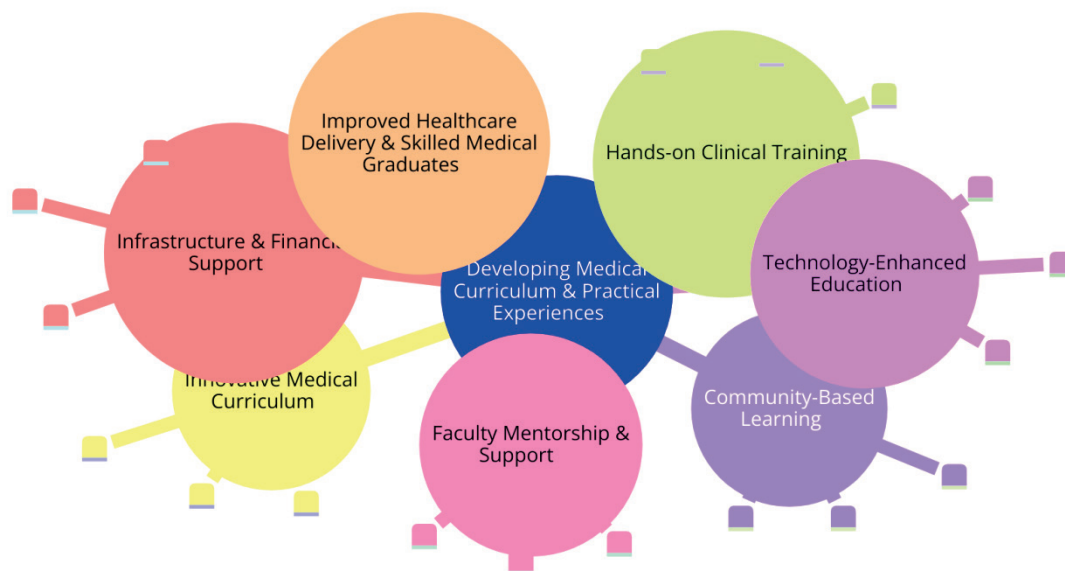 Improved Healthcare
Delivery & Skilled Medical
Graduates
Hands-on Clinical Training
Infrastructure & Financial
Support
Developing Medical
Curriculum & Practical
Experiences
Technology-Enhanced
Education
Innovative Medical
Curriculum
Faculty Mentorship &
Support
Community-Based
Learning